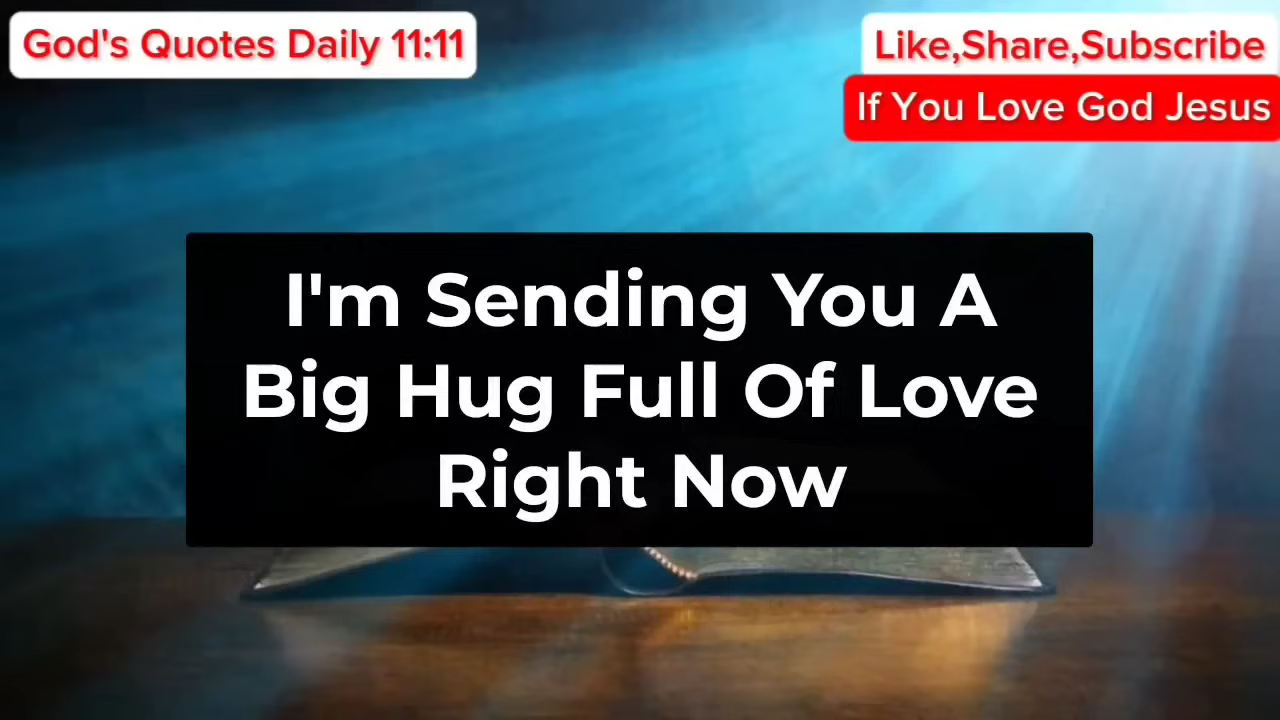 God's Quotes Daily 11:11
Like,Share,Subscribe
If You Love God Jesus
I'm Sending You A
Big Hug Full Of Love
Right Now